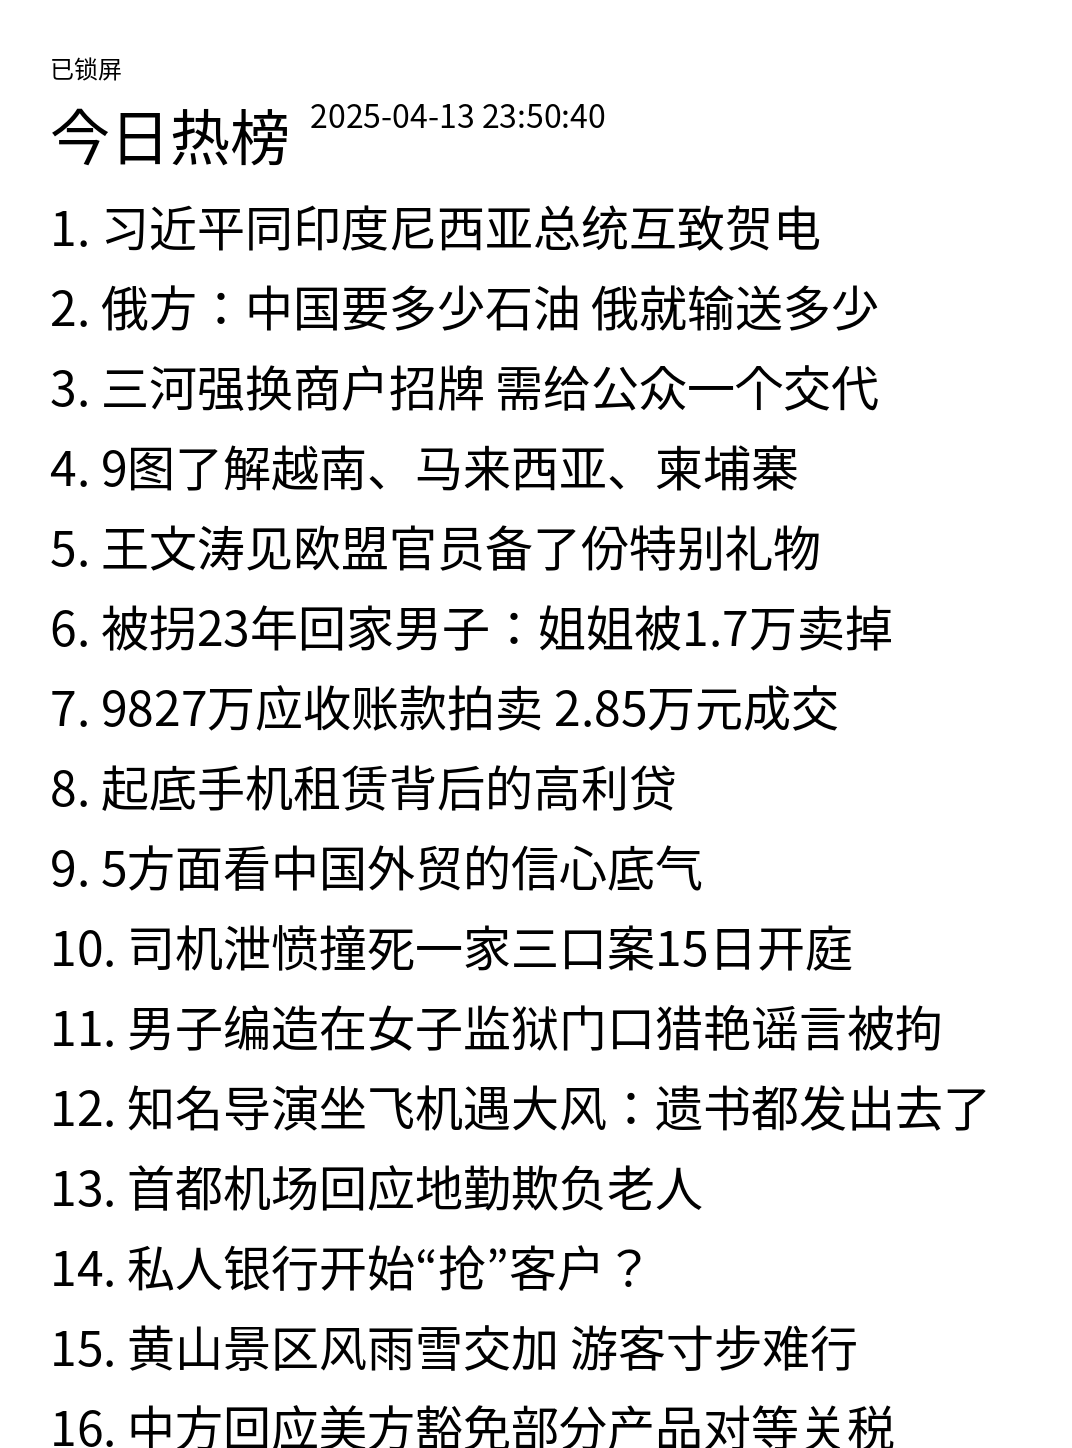 已锁屏
今日热榜 2025-04-13 23:50:40
1. 习近平同印度尼西亚总统互致贺电
2. 俄方：中国要多少石油 俄就输送多少
3. 三河强换商户招牌 需给公众一个交代
4. 9图了解越南、马来西亚、柬埔寨
5. 王文涛见欧盟官员备了份特别礼物
6. 被拐23年回家男子：姐姐被1.7万卖掉
7. 9827万应收账款拍卖 2.85万元成交
8. 起底手机租赁背后的高利贷
9. 5方面看中国外贸的信心底气
10. 司机泄愤撞死一家三口案15日开庭
11. 男子编造在女子监狱门口猎艳谣言被拘
12. 知名导演坐飞机遇大风：遗书都发出去了
13. 首都机场回应地勤欺负老人
14. 私人银行开始“抢”客户？
15. 黄山景区风雨雪交加 游客寸步难行
16. 中方回应美方豁免部分产品对等关税